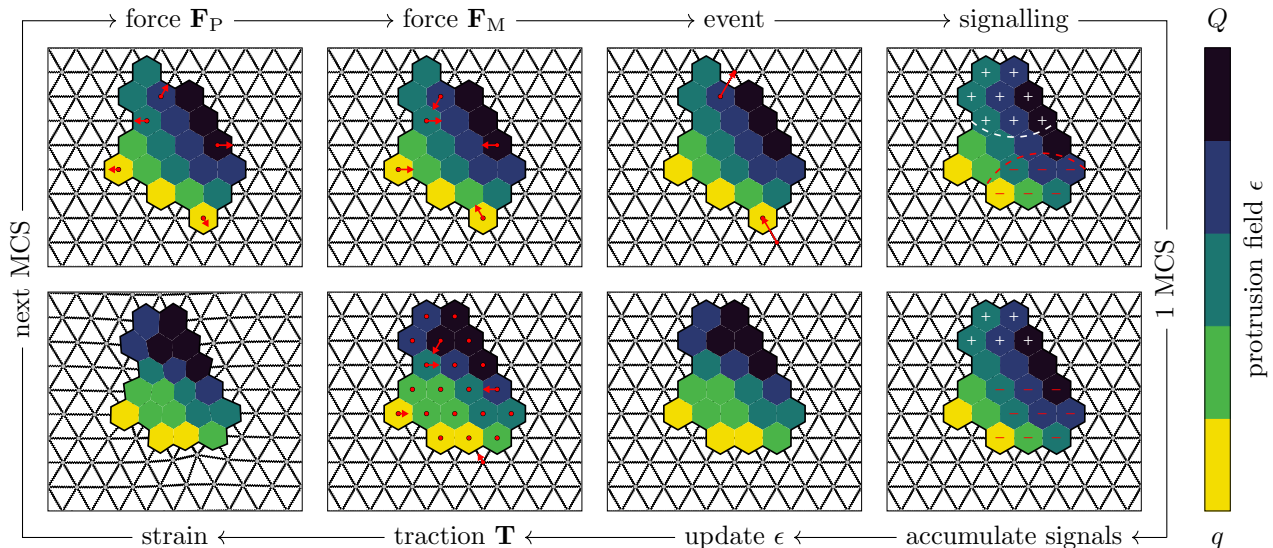 force F_P
force F_M
event
signalling
Q
+ +
+ + +
+ + +
− − −
− − −
next MCS
1 MCS
protrusion field ϵ
+ +
+ + +
− − −
− − −
− − −
strain
traction T
update ϵ
accumulate signals
q